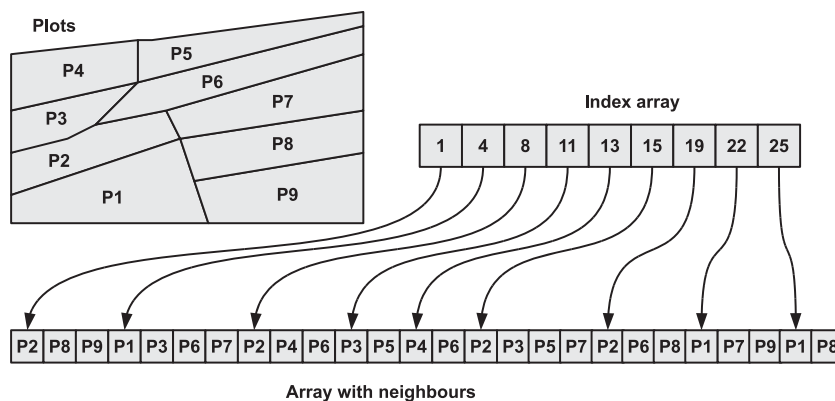 Plots
P5
P4
P6
P7
P3
P8
P2
P1
P9
Index array
1 4 8 11 13 15 19 22 25
P2 P8 P9 P1 P3 P6 P7 P2 P4 P6 P3 P5 P4 P6 P2 P3 P5 P7 P2 P6 P8 P1 P7 P9 P1 P8
Array with neighbours